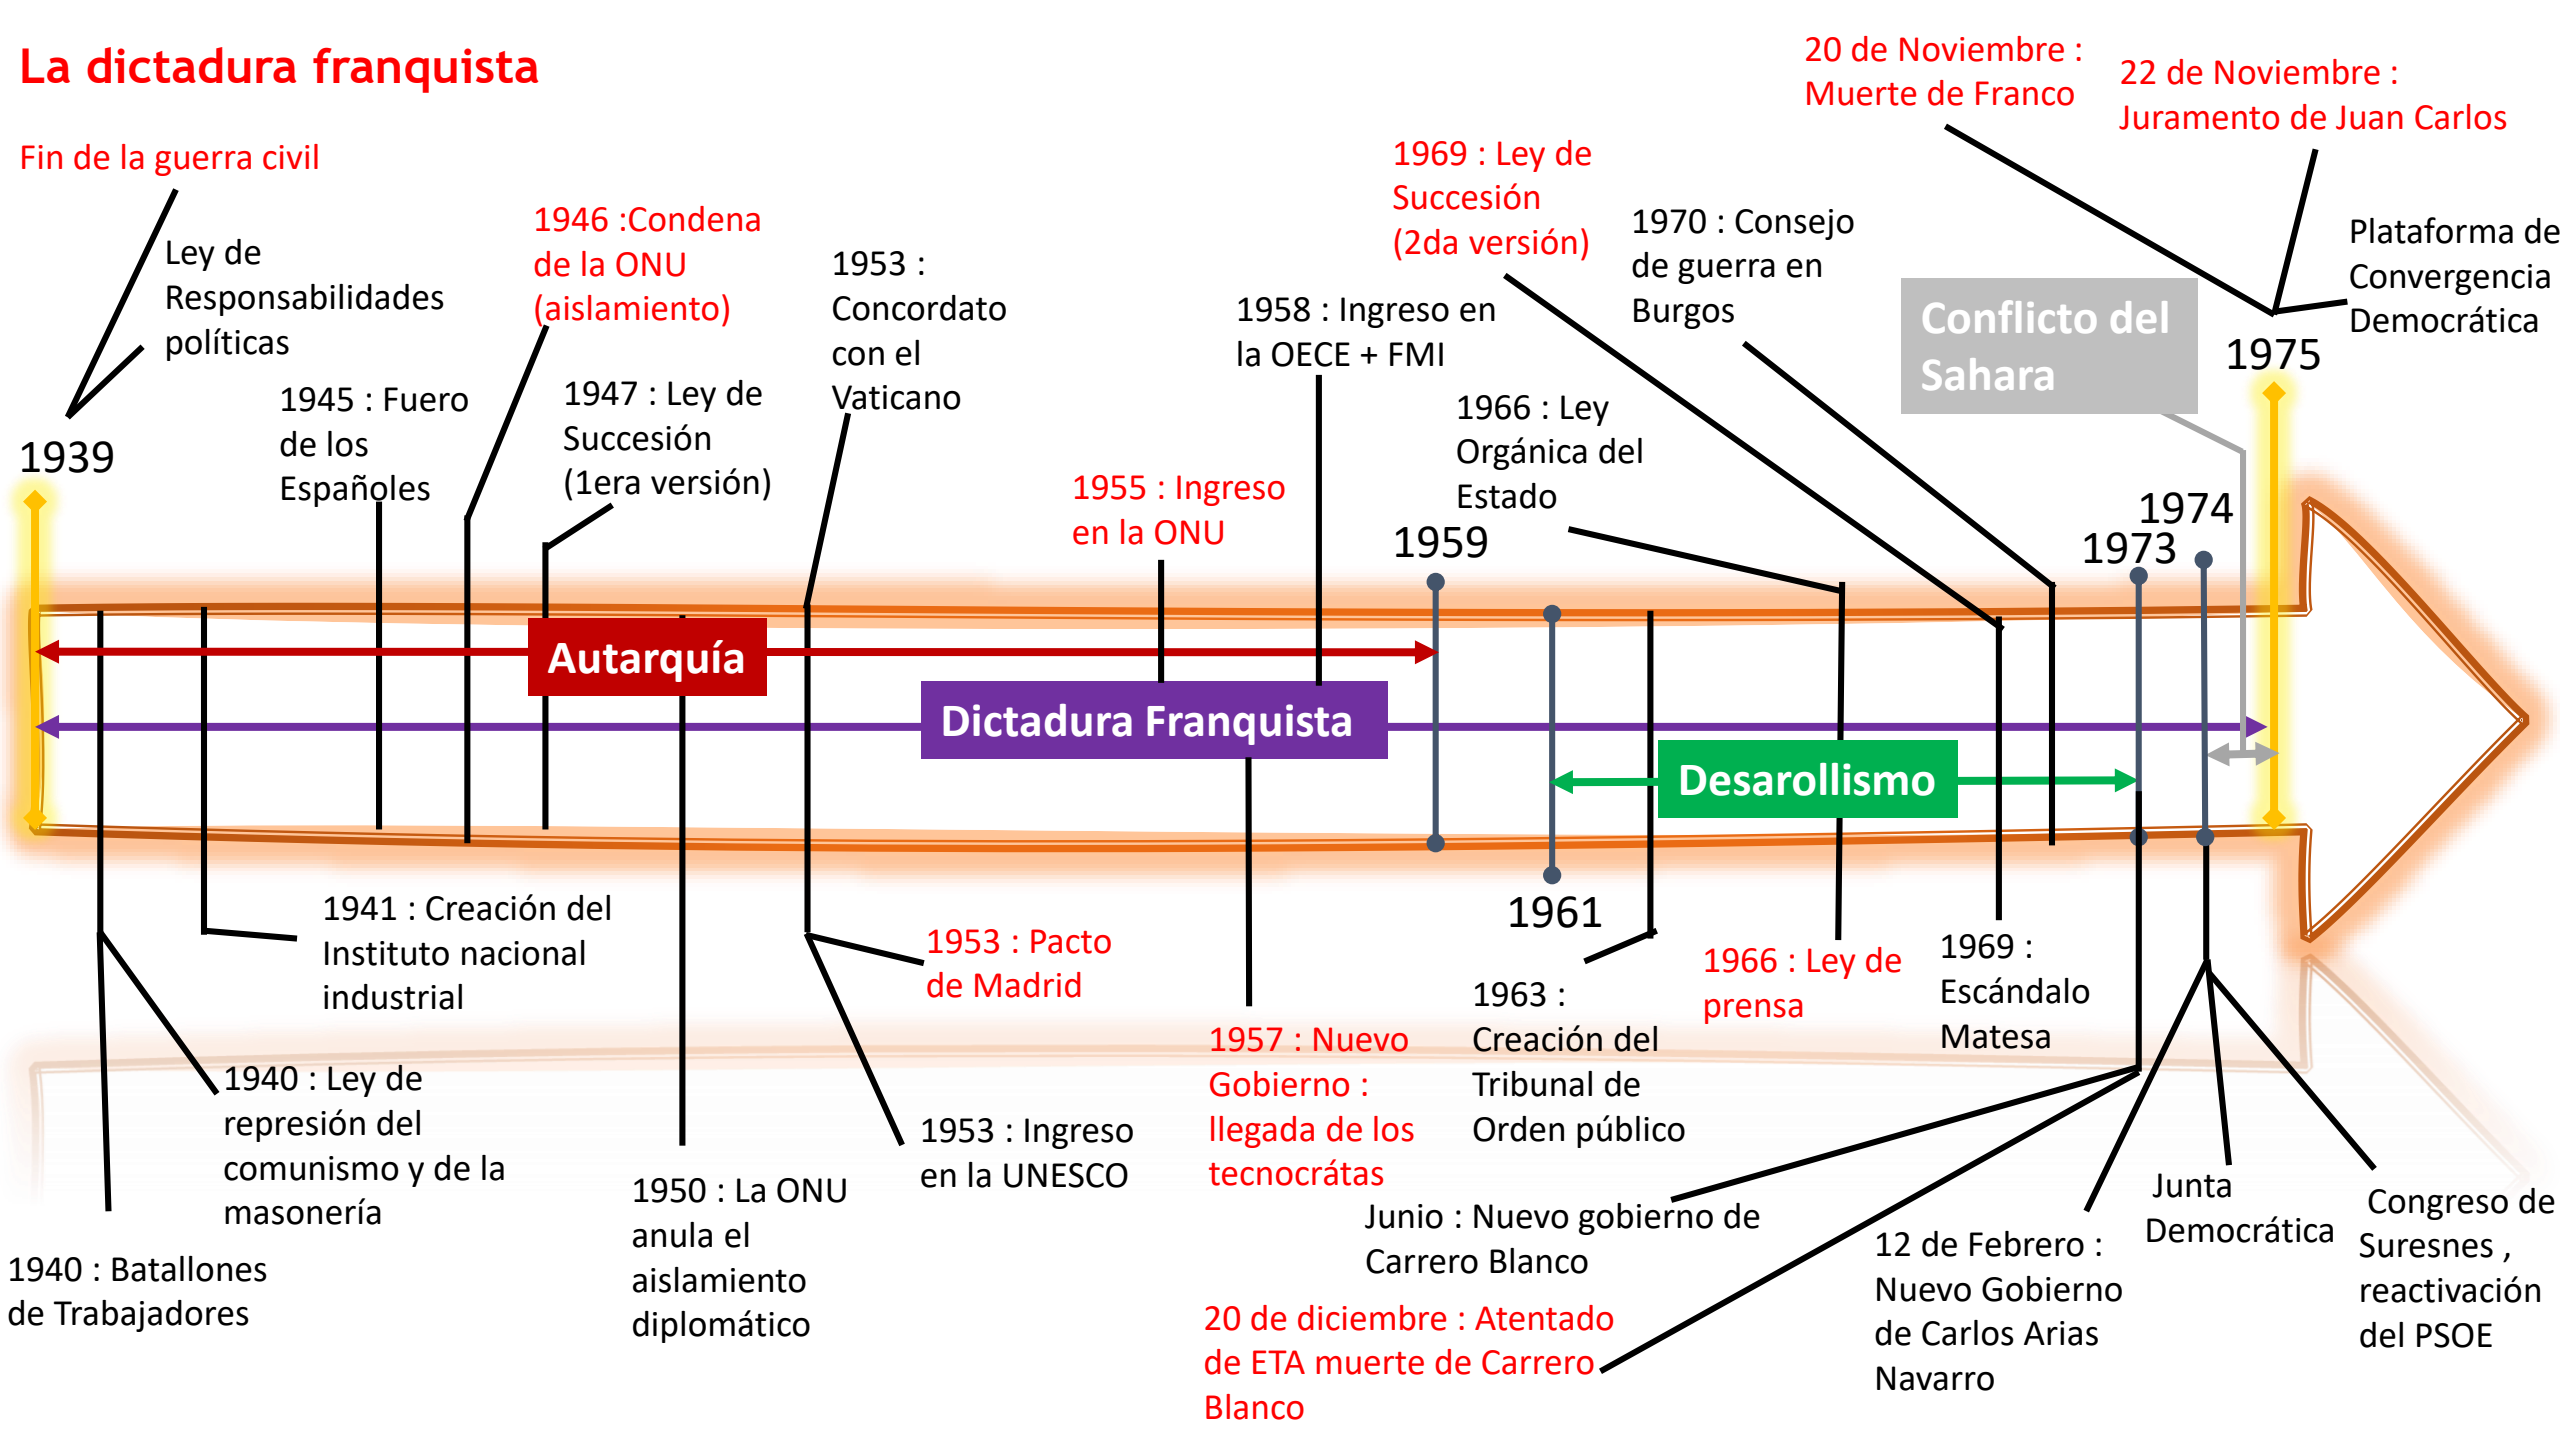 La dictadura franquista
Fin de la guerra civil
Ley de
Responsabilidades
políticas
1939
1945 : Fuero
de los
Españoles
1946 :Condena
de la ONU
(aislamiento)
1947 : Ley de
Succesión
(1era versión)
1953 :
Concordato
con el
Vaticano
1955 : Ingreso
en la ONU
1958 : Ingreso en
la OECE + FMI
1959
1969 : Ley de
Succesión
(2da versión)
1966 : Ley
Orgánica del
Estado
1970 : Consejo
de guerra en
Burgos
20 de Noviembre :
Muerte de Franco
22 de Noviembre :
Juramento de Juan Carlos
Plataforma de
Convergencia
Democrática
Conflicto del
Sahara
1975
1974
1973
Autarquía
Dictadura Franquista
Desarollismo
1961
1940 : Batallones
de Trabajadores
1940 : Ley de
represión del
comunismo y de la
masonería
1941 : Creación del
Instituto nacional
industrial
1950 : La ONU
anula el
aislamiento
diplomático
1953 : Pacto
de Madrid
1953 : Ingreso
en la UNESCO
1957 : Nuevo
Gobierno :
llegada de los
tecnocrátas
1963 :
Creación del
Tribunal de
Orden público
1966 : Ley de
prensa
1969 :
Escándalo
Matesa
Junio : Nuevo gobierno de
Carrero Blanco
20 de diciembre : Atentado
de ETA muerte de Carrero
Blanco
12 de Febrero :
Nuevo Gobierno
de Carlos Arias
Navarro
Junta
Democrática
Congreso de
Suresnes ,
reactivación
del PSOE